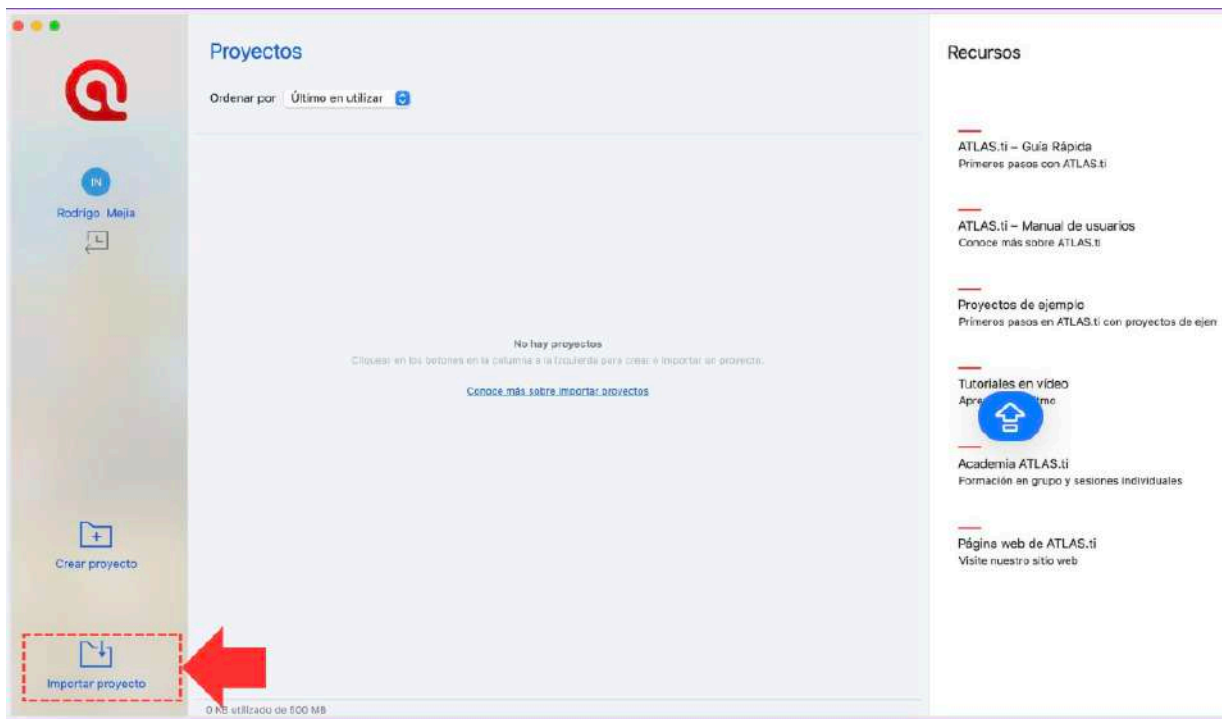 Proyectos
Ordenar por Último en utilizar
IN
Rodrigo Mejia
No hay proyectos
Cliquear en los botones en la columna a la izquierda para crear o importar un proyecto.
Conoce más sobre importar proyectos
Crear proyecto
Importar proyecto
0 KB utilizado de 500 MB
Recursos
ATLAS.ti – Guía Rápida
Primeros pasos con ATLAS.ti
ATLAS.ti – Manual de usuarios
Conoce más sobre ATLAS.ti
Proyectos de ejemplo
Primeros pasos en ATLAS.ti con proyectos de ejem
Tutoriales en vídeo
Academia ATLAS.ti
Formación en grupo y sesiones individuales
Página web de ATLAS.ti
Visite nuestro sitio web